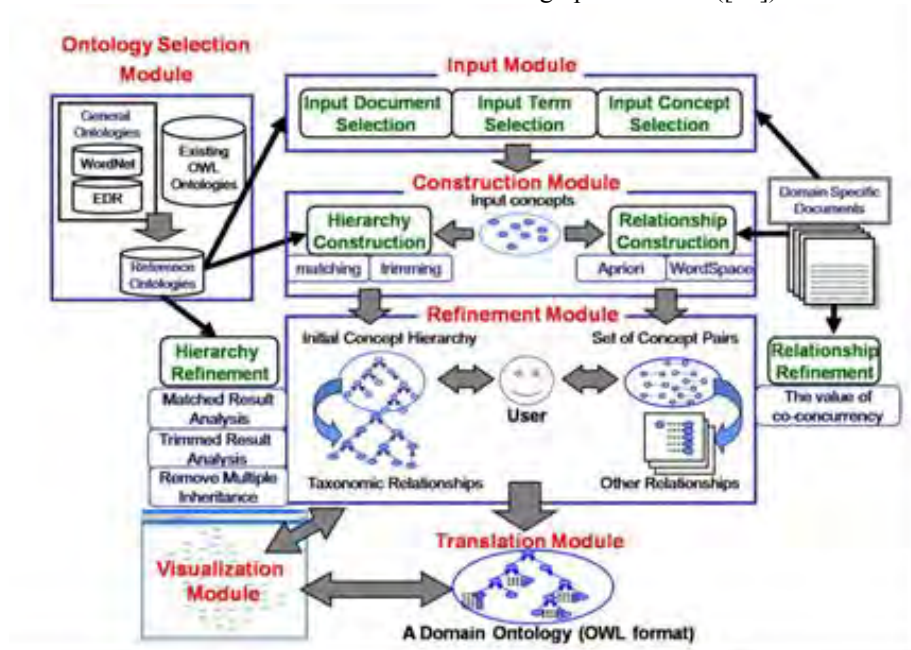 Ontology Selection
Module
General
Ontologies
WordNet
EDR
Existing
OWL
Ontologies
Reference
Ontologies
Input Module
Input Document
Selection
Input Term
Selection
Input Concept
Selection
Construction Module
Input concepts
Hierarchy
Construction
matching
trimming
Relationship
Construction
Apriori
WordSpace
Domain Specific
Documents
Refinement Module
Initial Concept Hierarchy
Set of Concept Pairs
User
Taxonomic Relationships
Other Relationships
Hierarchy
Refinement
Matched Result
Analysis
Trimmed Result
Analysis
Remove Multiple
Inheritance
Relationship
Refinement
The value of
co-concurrency
Visualization
Module
Translation Module
A Domain Ontology (OWL format)